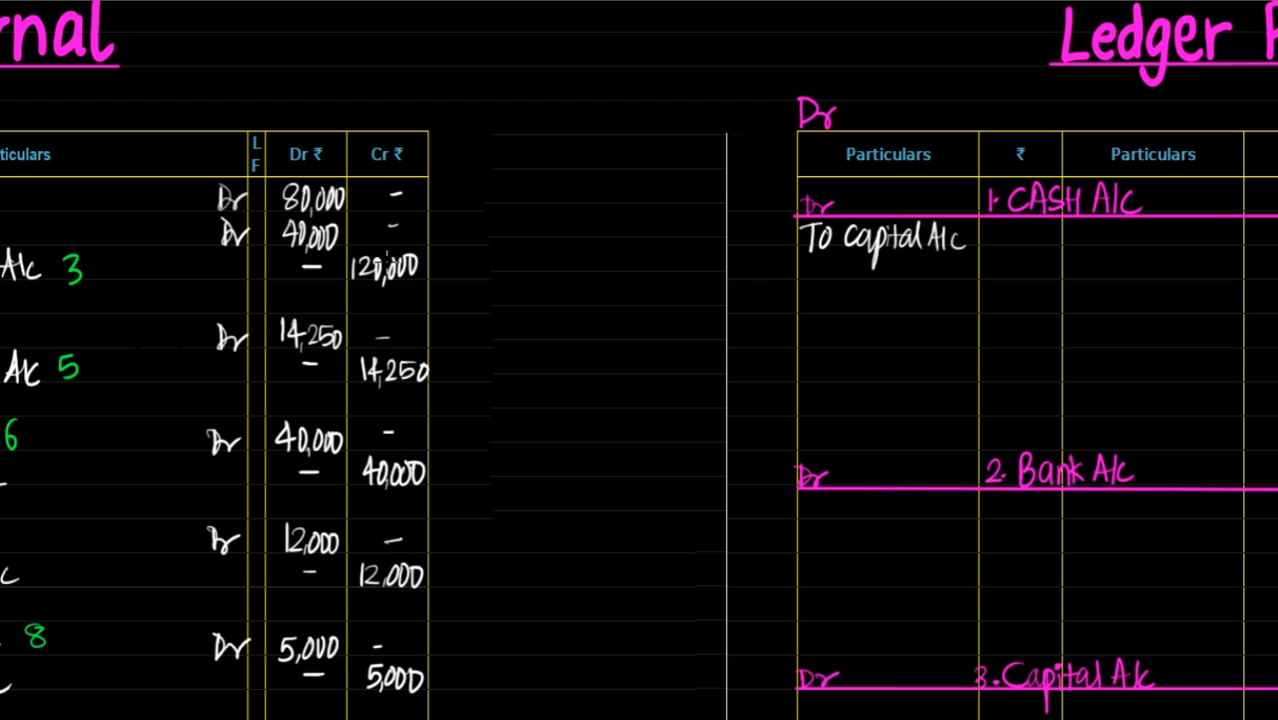 rnal
ticulars L F Dr ₹ Cr ₹
Dr 80,000 -
Dr 40,000 -
A/c 3 - 120,000
Dr 14,250 -
A/c 5 - 14,250
6 Dr 40,000 -
- 40,000
Dr 12,000 -
c - 12,000
8 Dr 5,000 -
- 5,000
Ledger P
Dr
Particulars ₹ Particulars
Dr 1. CASH A/c
To Capital A/c
Dr 2. Bank A/c
Dr 3. Capital A/c